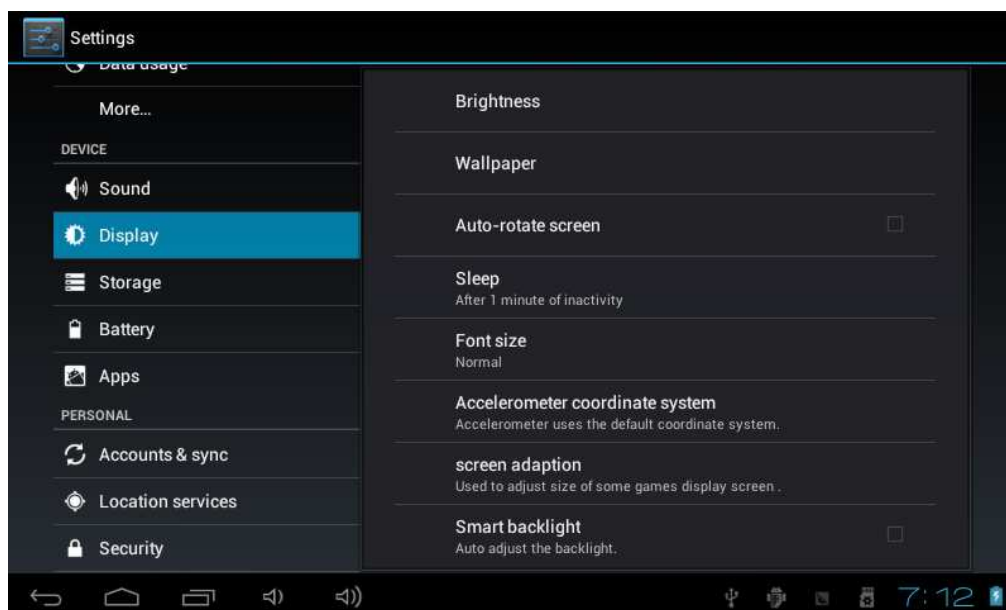 Settings
Data usage
More...
DEVICE
Sound
Display
Storage
Battery
Apps
PERSONAL
Accounts & sync
Location services
Security
Brightness
Wallpaper
Auto-rotate screen
Sleep
After 1 minute of inactivity
Font size
Normal
Accelerometer coordinate system
Accelerometer uses the default coordinate system.
screen adaption
Used to adjust size of some games display screen .
Smart backlight
Auto adjust the backlight.
7:12